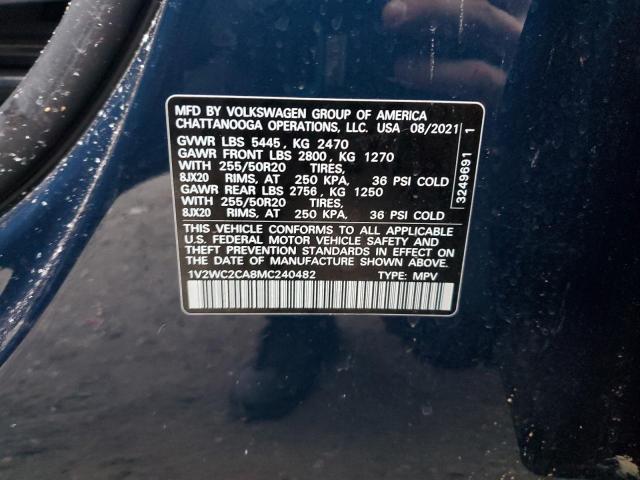 MFD BY VOLKSWAGEN GROUP OF AMERICA
CHATTANOOGA OPERATIONS, LLC. USA 08/2021
GVWR LBS 5445, KG 2470
GAWR FRONT LBS 2800, KG 1270
WITH 255/50R20 TIRES,
8JX20 RIMS, AT 250 KPA, 36 PSI COLD
GAWR REAR LBS 2756, KG 1250
WITH 255/50R20 TIRES,
8JX20 RIMS, AT 250 KPA, 36 PSI COLD
THIS VEHICLE CONFORMS TO ALL APPLICABLE
U.S. FEDERAL MOTOR VEHICLE SAFETY AND
THEFT PREVENTION STANDARDS IN EFFECT ON
THE DATE OF MANUFACTURE SHOWN ABOVE.
1V2WC2CA8MC240482 TYPE: MPV
3249691 1